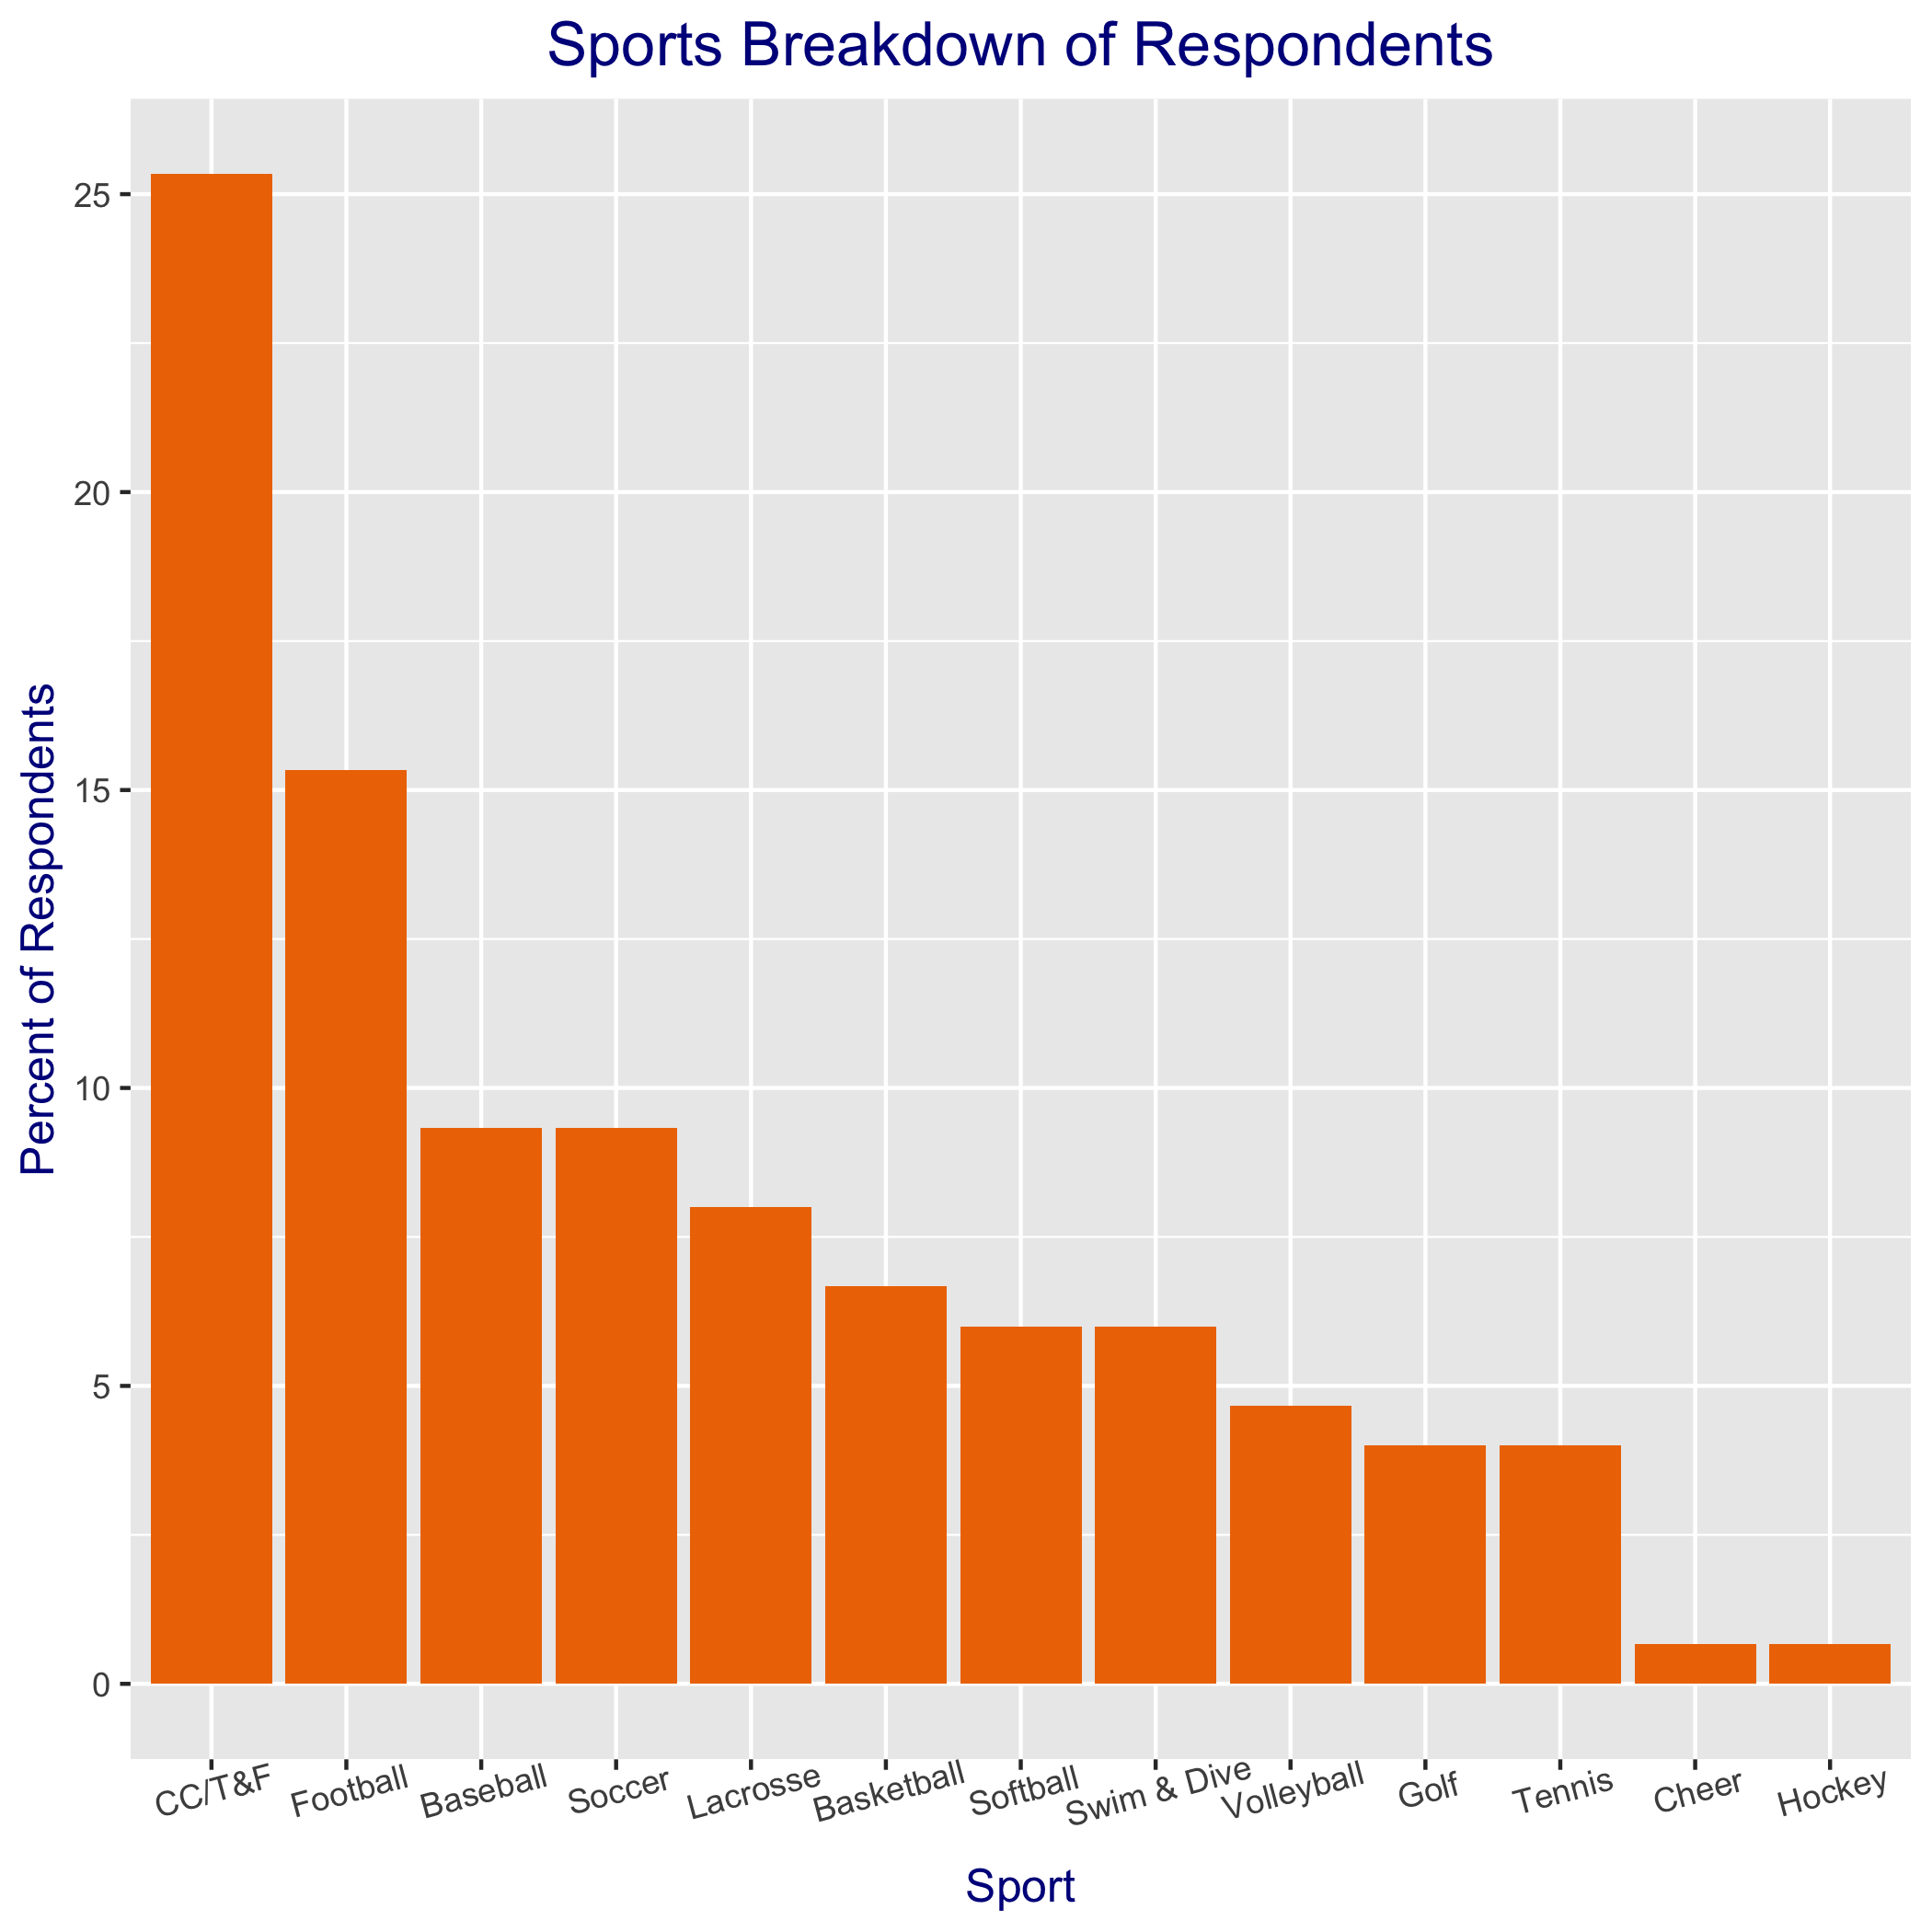 Sports Breakdown of Respondents
Percent of Respondents
25
20
15
10
5
0
CC/T&F Football Baseball Soccer Lacrosse Basketball Softball Swim & Dive Volleyball Golf Tennis Cheer Hockey
Sport